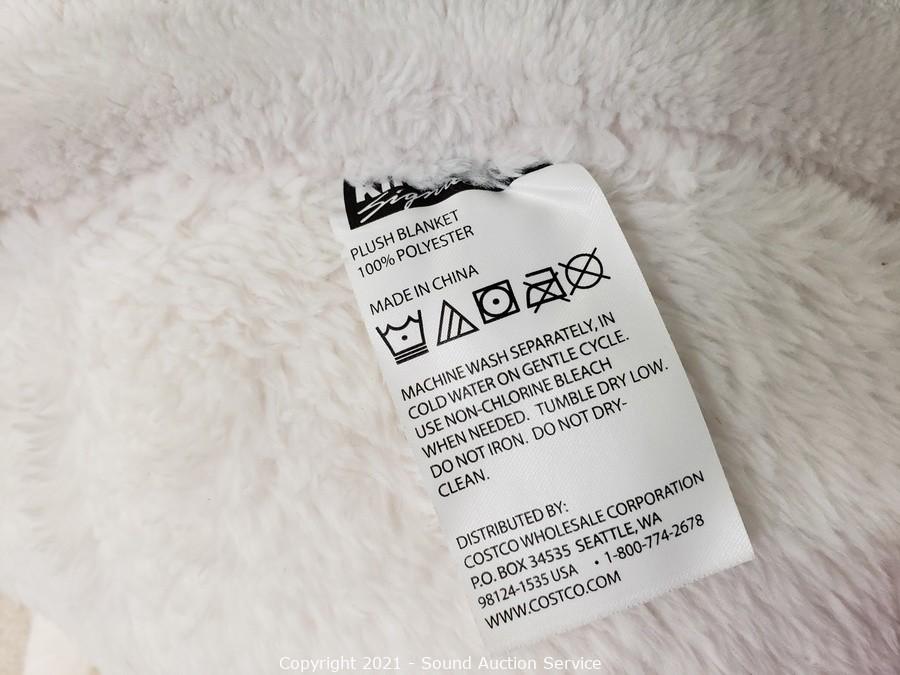 PLUSH BLANKET
100% POLYESTER
MADE IN CHINA
MACHINE WASH SEPARATELY, IN
COLD WATER ON GENTLE CYCLE.
USE NON-CHLORINE BLEACH
WHEN NEEDED. TUMBLE DRY LOW.
DO NOT IRON. DO NOT DRY-
CLEAN.
DISTRIBUTED BY:
COSTCO WHOLESALE CORPORATION
P.O. BOX 34535 SEATTLE, WA
98124-1535 USA • 1-800-774-2678
WWW.COSTCO.COM
Copyright 2021 - Sound Auction Service